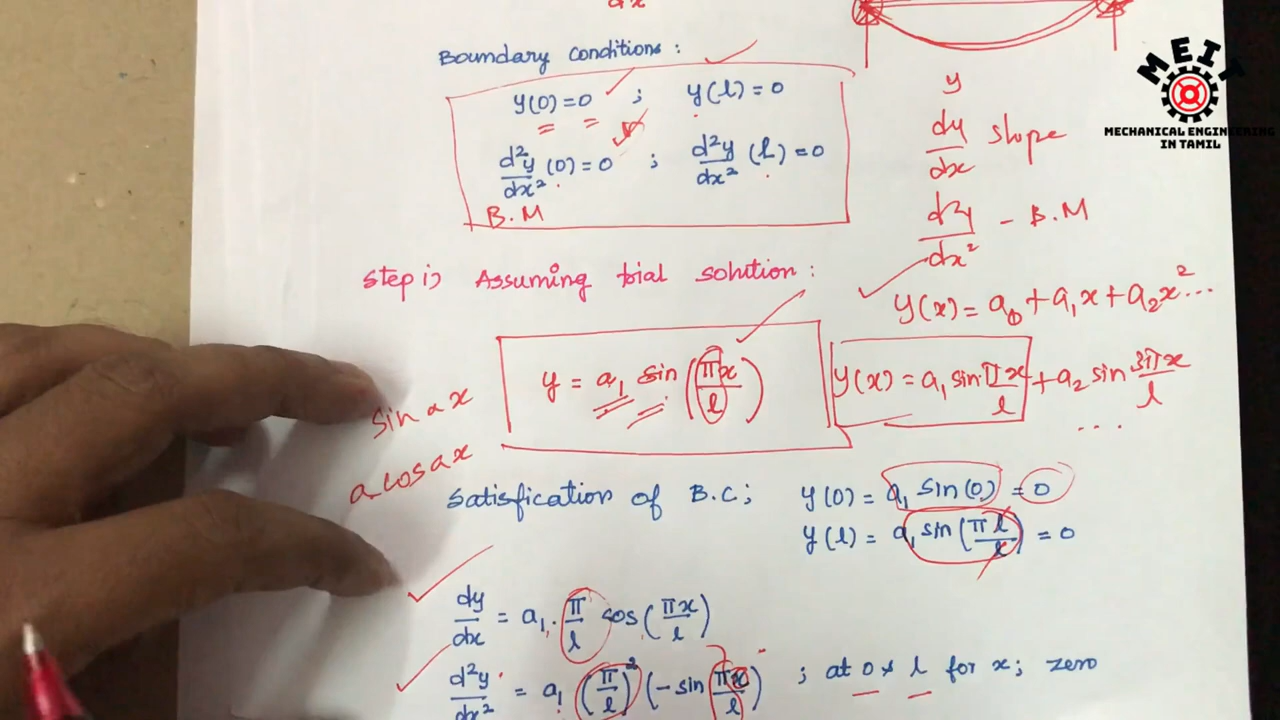 dx
Boundary conditions :
y(0) = 0 ; y(l) = 0
d²y/dx² (0) = 0 ; d²y/dx² (l) = 0
B.M
y
dy/dx slope
d²y/dx² - B.M
MEIT
MECHANICAL ENGINEERING
IN TAMIL
Step i) Assuming trial solution :
y(x) = a₀ + a₁x + a₂x² ...
y = a₁ sin (πx/l)
y(x) = a₁ sin πx/l + a₂ sin 3πx/l
....
sin ax
a cos ax
Satisfication of B.C; y(0) = a₁ sin(0) = 0
y(l) = a₁ sin (πl/l) = 0
dy/dx = a₁ . π/l cos (πx/l)
d²y/dx² = a₁ (π/l)² (- sin πx/l) ; at 0 & l for x; zero